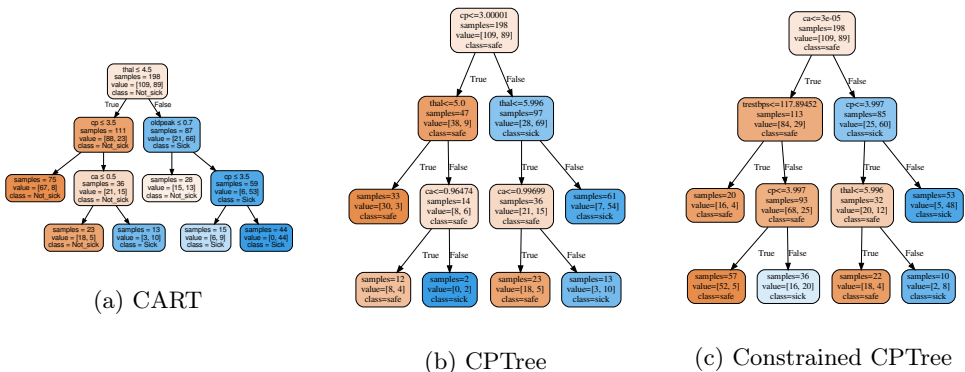 thal ≤ 4.5
samples = 198
value = [109, 89]
class = Not_sick
True
False
cp ≤ 3.5
samples = 111
value = [88, 23]
class = Not_sick
oldpeak ≤ 0.7
samples = 87
value = [21, 66]
class = Sick
samples = 75
value = [67, 8]
class = Not_sick
ca ≤ 0.5
samples = 36
value = [21, 15]
class = Not_sick
samples = 28
value = [15, 13]
class = Not_sick
cp ≤ 3.5
samples = 59
value = [6, 53]
class = Sick
samples = 23
value = [18, 5]
class = Not_sick
samples = 13
value = [3, 10]
class = Sick
samples = 15
value = [6, 9]
class = Sick
samples = 44
value = [0, 44]
class = Sick
(a) CART
cp<=3.00001
samples=198
value=[109, 89]
class=safe
True
False
thal<=5.0
samples=47
value=[38, 9]
class=safe
thal<=5.996
samples=97
value=[28, 69]
class=sick
True
False
True
False
samples=33
value=[30, 3]
class=safe
ca<=0.96474
samples=14
value=[8, 6]
class=safe
ca<=0.99699
samples=36
value=[21, 15]
class=safe
samples=61
value=[7, 54]
class=sick
True
False
True
False
samples=12
value=[8, 4]
class=safe
samples=2
value=[0, 2]
class=sick
samples=23
value=[18, 5]
class=safe
samples=13
value=[3, 10]
class=sick
(b) CPTree
ca<=3e-05
samples=198
value=[109, 89]
class=safe
True
False
trestbps<=117.89452
samples=113
value=[84, 29]
class=safe
cp<=3.997
samples=85
value=[25, 60]
class=sick
True
False
True
False
samples=20
value=[16, 4]
class=safe
cp<=3.997
samples=93
value=[68, 25]
class=safe
thal<=5.996
samples=32
value=[20, 12]
class=safe
samples=53
value=[5, 48]
class=sick
True
False
True
False
samples=57
value=[52, 5]
class=safe
samples=36
value=[16, 20]
class=sick
samples=22
value=[18, 4]
class=safe
samples=10
value=[2, 8]
class=sick
(c) Constrained CPTree